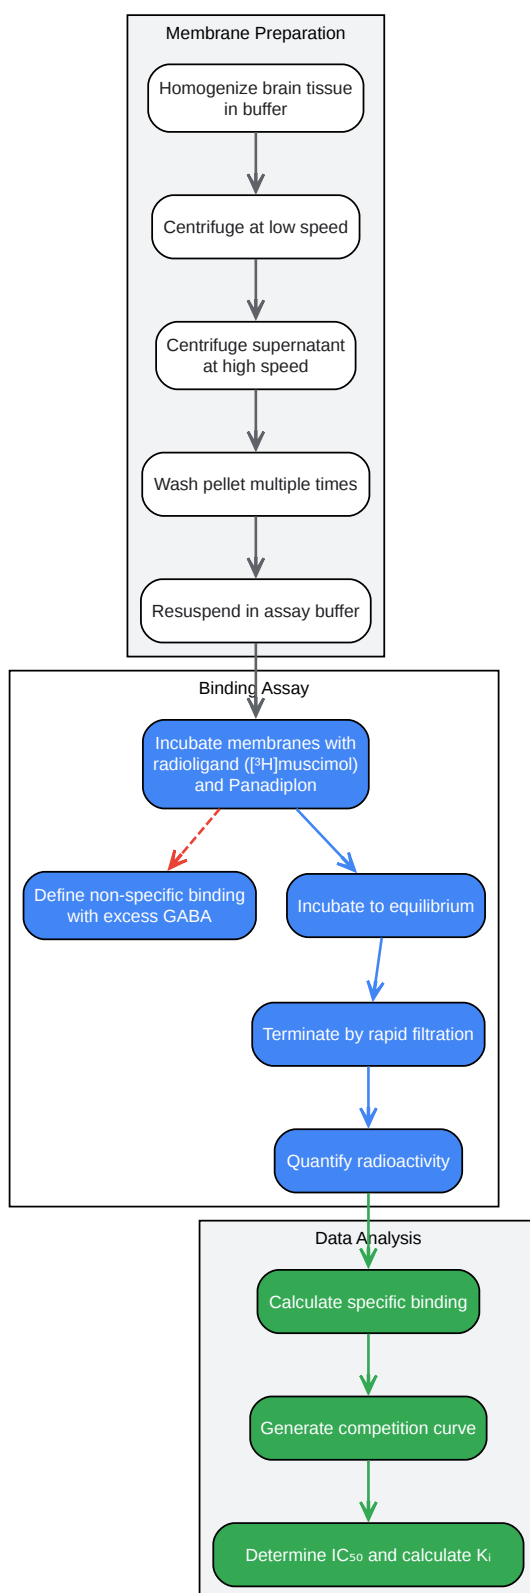 Membrane Preparation
Homogenize brain tissue
in buffer
Centrifuge at low speed
Centrifuge supernatant
at high speed
Wash pellet multiple times
Resuspend in assay buffer
Binding Assay
Incubate membranes with
radioligand ([³H]muscimol)
and Panadiplon
Define non-specific binding
with excess GABA
Incubate to equilibrium
Terminate by rapid filtration
Quantify radioactivity
Data Analysis
Calculate specific binding
Generate competition curve
Determine IC₅₀ and calculate Kᵢ